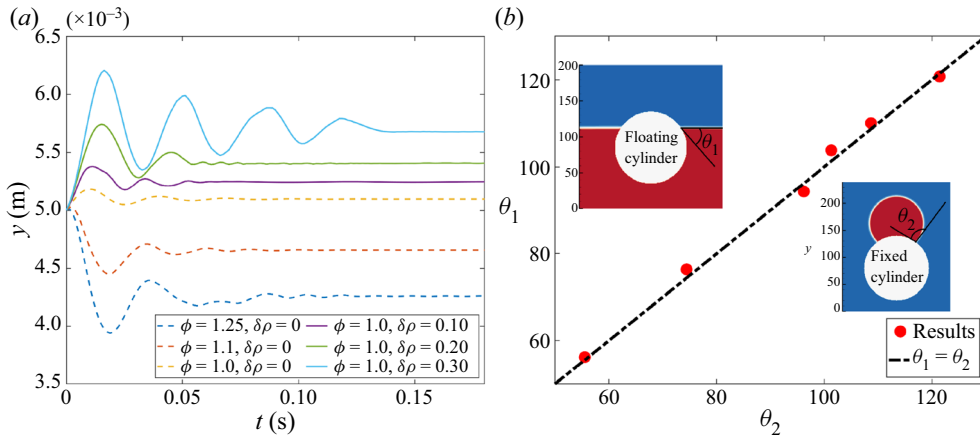 (a)
(×10⁻³)
6.5
6.0
5.5
5.0
4.5
4.0
3.5
y (m)
0
0.05
0.10
0.15
t (s)
ϕ = 1.25, δρ = 0
ϕ = 1.1, δρ = 0
ϕ = 1.0, δρ = 0
ϕ = 1.0, δρ = 0.10
ϕ = 1.0, δρ = 0.20
ϕ = 1.0, δρ = 0.30
(b)
120
100
80
60
θ₁
60
80
100
120
θ₂
200
150
100
50
0
Floating
cylinder
θ₁
200
150
100
50
0
y
θ₂
Fixed
cylinder
Results
θ₁ = θ₂